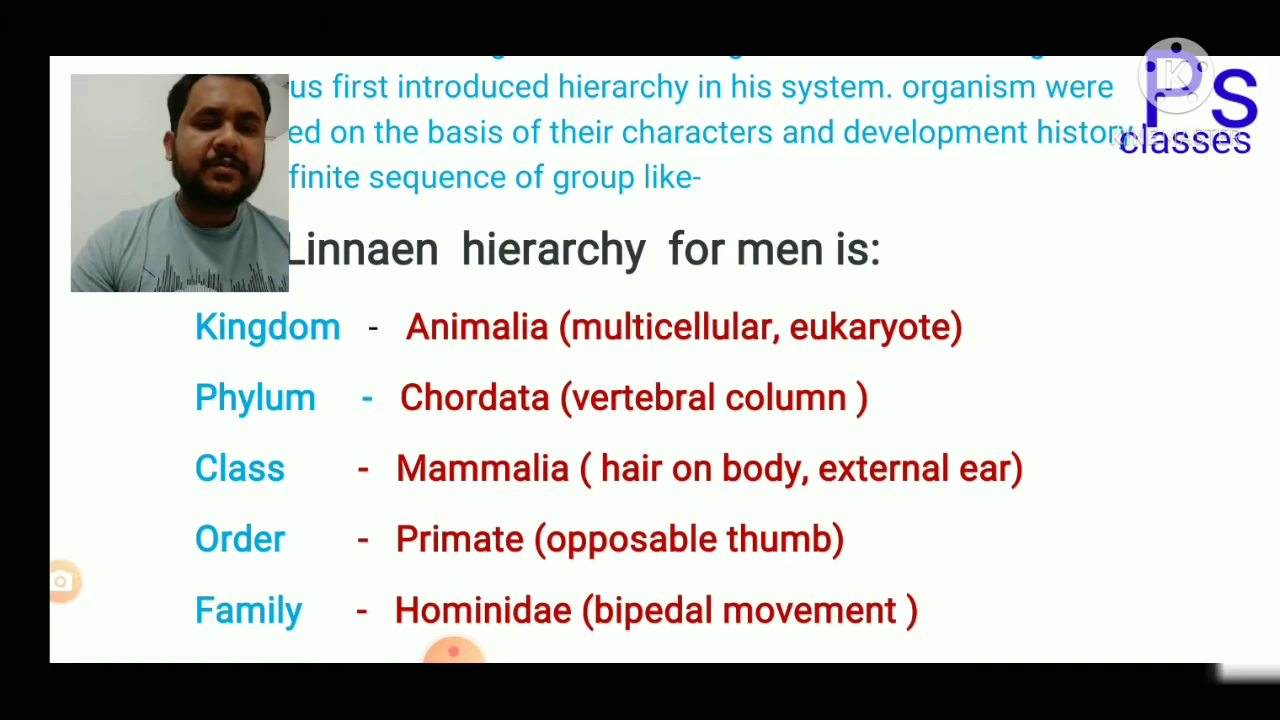 us first introduced hierarchy in his system. organism were
ed on the basis of their characters and development history
finite sequence of group like-
Linnaen hierarchy for men is:
Kingdom - Animalia (multicellular, eukaryote)
Phylum - Chordata (vertebral column )
Class - Mammalia ( hair on body, external ear)
Order - Primate (opposable thumb)
Family - Hominidae (bipedal movement )
Ps
classes
K
KINEMASTER